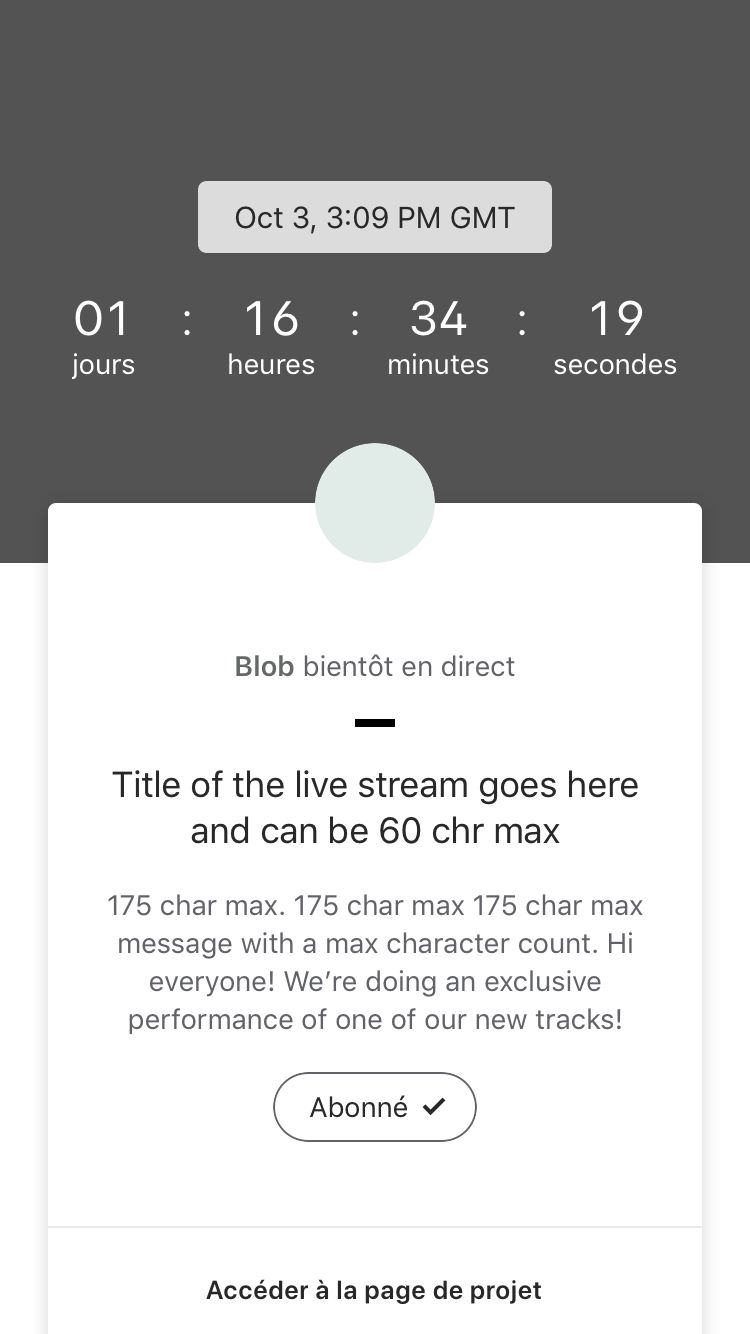 Oct 3, 3:09 PM GMT
01 : 16 : 34 : 19
jours heures minutes secondes
Blob bientôt en direct
Title of the live stream goes here
and can be 60 chr max
175 char max. 175 char max 175 char max
message with a max character count. Hi
everyone! We’re doing an exclusive
performance of one of our new tracks!
Abonné
Accéder à la page de projet